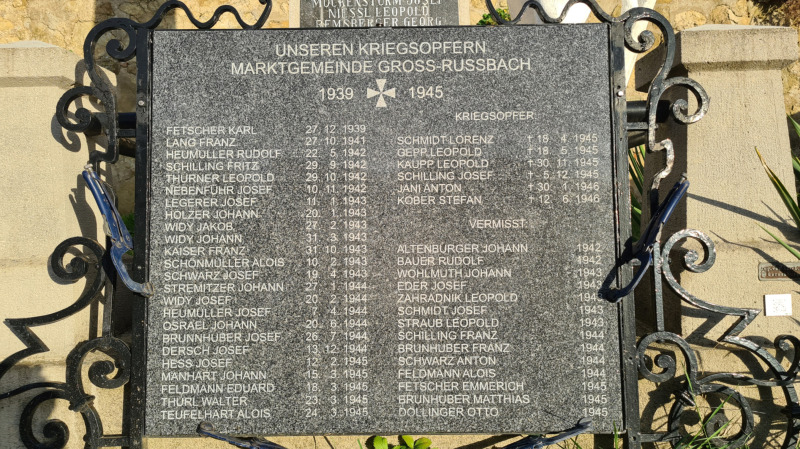 MUCKENSTURM JOSEF
NIESSL LEOPOLD
REMSBERGER GEORG
UNSEREN KRIEGSOPFERN
MARKTGEMEINDE GROSS-RUSSBACH
1939 1945
FETSCHER KARL 27. 12. 1939
LANG FRANZ 27. 10. 1941
HEUMÜLLER RUDOLF 22. 5. 1942
SCHILLING FRITZ 29. 9. 1942
THURNER LEOPOLD 29. 10. 1942
NEBENFÜHR JOSEF 10. 11. 1942
LEGERER JOSEF 11. 1. 1943
HOLZER JOHANN 20. 1. 1943
WIDY JAKOB 27. 2. 1943
WIDY JOHANN 31. 3. 1943
KAISER FRANZ 31. 10. 1943
SCHÖNMÜLLER ALOIS 10. 2. 1943
SCHWARZ JOSEF 19. 4. 1943
STREMITZER JOHANN 27. 1. 1944
WIDY JOSEF 20. 2. 1944
HEUMÜLLER JOSEF 7. 4. 1944
OSRAEL JOHANN 20. 6. 1944
BRUNNHUBER JOSEF 26. 7. 1944
DERSCH JOSEF 13. 12. 1944
HESS JOSEF 12. 2. 1945
MANHART JOHANN 15. 3. 1945
FELDMANN EDUARD 18. 3. 1945
THÜRL WALTER 23. 3. 1945
TEUFELHART ALOIS 24. 3. 1945
KRIEGSOPFER:
SCHMIDT LORENZ † 18. 4. 1945
GEPP LEOPOLD † 18. 5. 1945
KAUPP LEOPOLD † 30. 11. 1945
SCHILLING JOSEF † 5. 12. 1945
JANI ANTON † 30. 1. 1946
KOBER STEFAN † 12. 6. 1946
VERMISST:
ALTENBURGER JOHANN 1942
BAUER RUDOLF 1942
WOHLMUTH JOHANN 1943
EDER JOSEF 1943
ZAHRADNIK LEOPOLD 1943
SCHMIDT JOSEF 1943
STRAUB LEOPOLD 1943
SCHILLING FRANZ 1944
BRUNHUBER FRANZ 1944
SCHWARZ ANTON 1944
FELDMANN ALOIS 1944
FETSCHER EMMERICH 1945
BRUNHUBER MATTHIAS 1945
DOLLINGER OTTO 1945